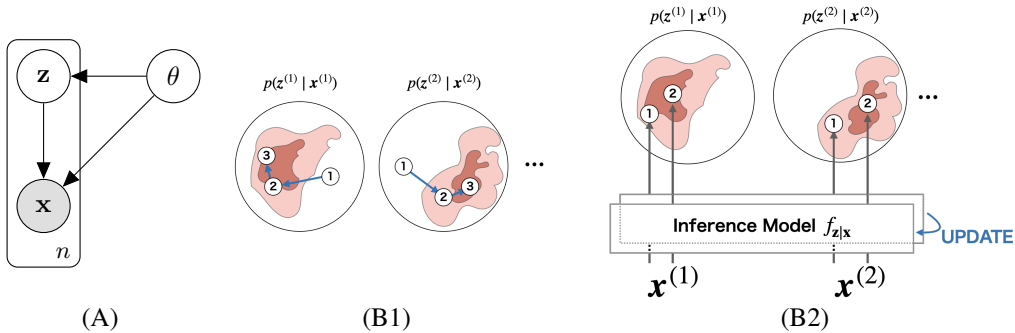 z
θ
x
n
(A)
p(z⁽¹⁾ | x⁽¹⁾)
1
2
3
p(z⁽²⁾ | x⁽²⁾)
1
2
3
...
(B1)
p(z⁽¹⁾ | x⁽¹⁾)
1
2
p(z⁽²⁾ | x⁽²⁾)
1
2
...
Inference Model f_{z|x}
UPDATE
x⁽¹⁾
x⁽²⁾
(B2)